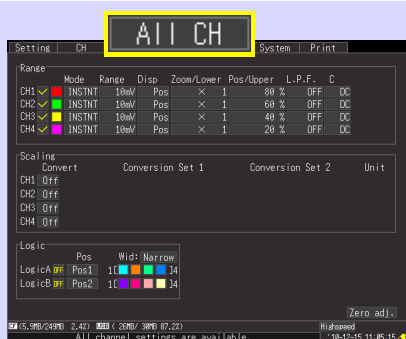 All CH
Setting CH System Print
Range
Mode Range Disp Zoom/Lower Pos/Upper L.P.F. C
CH1 INSTNT 10mV Pos × 1 80 % OFF DC
CH2 INSTNT 10mV Pos × 1 60 % OFF DC
CH3 INSTNT 10mV Pos × 1 40 % OFF DC
CH4 INSTNT 10mV Pos × 1 20 % OFF DC
Scaling
Convert Conversion Set 1 Conversion Set 2 Unit
CH1 Off
CH2 Off
CH3 Off
CH4 Off
Logic
Pos Wid: Narrow
LogicA OFF Pos1 1[ ]4
LogicB OFF Pos2 1[ ]4
Zero adj.
CF (5.9MB/249MB 2.4%) USED ( 26MB/ 30MB 87.2%) Highspeed
All channel settings are available. '10-12-15 11:05:15